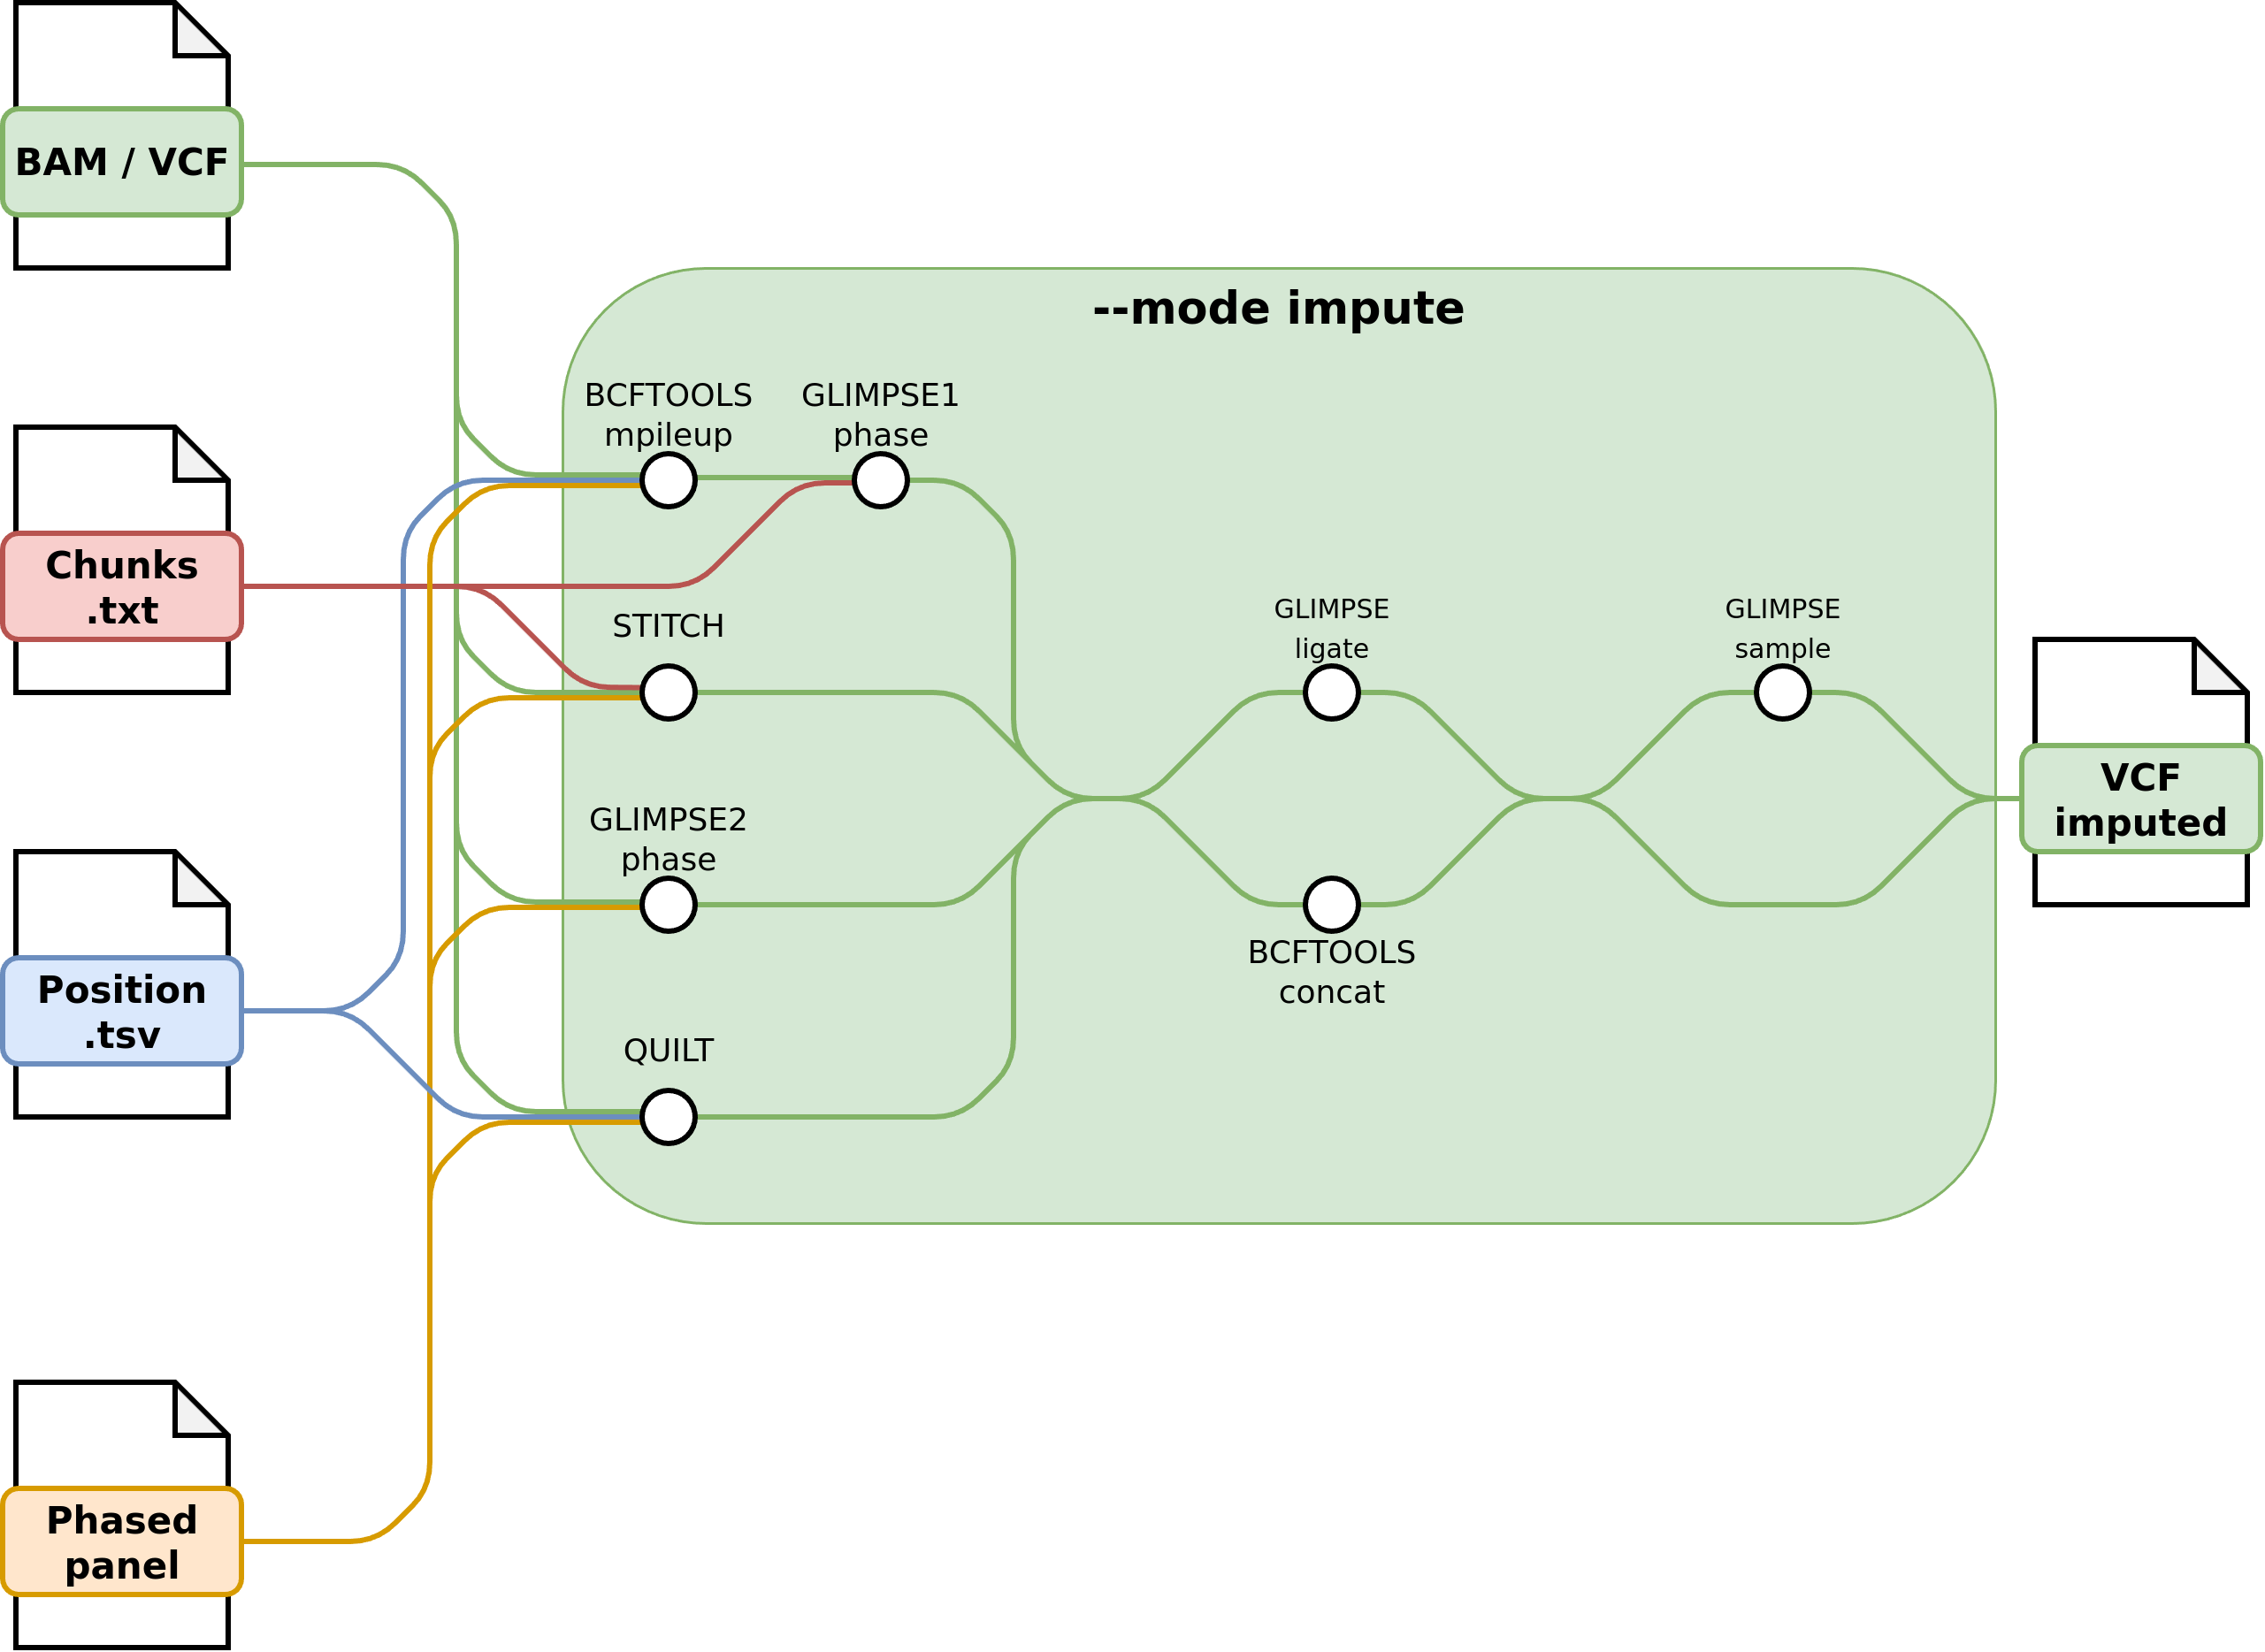 BAM / VCF
--mode impute
BCFTOOLS
mpileup
GLIMPSE1
phase
Chunks
.txt
STITCH
GLIMPSE
ligate
GLIMPSE
sample
VCF
imputed
GLIMPSE2
phase
BCFTOOLS
concat
Position
.tsv
QUILT
Phased
panel